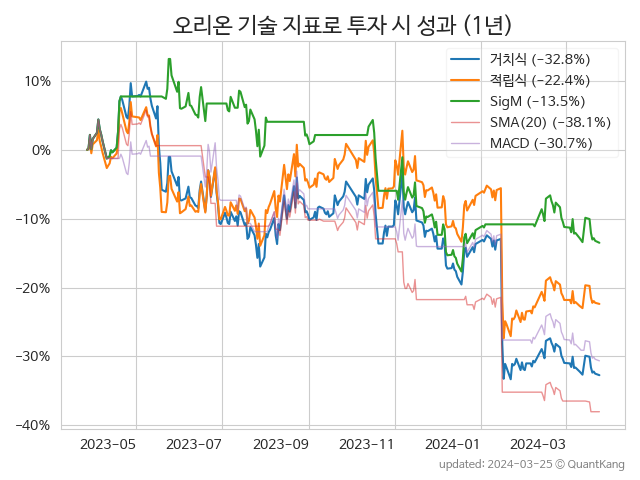 오리온 기술 지표로 투자 시 성과 (1년)
거치식 (−32.8%)
적립식 (−22.4%)
SigM (−13.5%)
SMA(20) (−38.1%)
MACD (−30.7%)
10%
0%
−10%
−20%
−30%
−40%
2023-05 2023-07 2023-09 2023-11 2024-01 2024-03
updated: 2024-03-25 © QuantKang